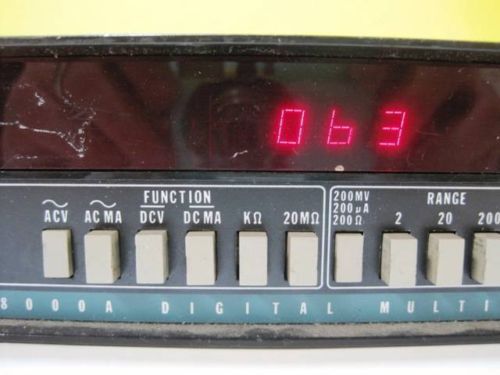 063
FUNCTION
ACV AC MA DCV DC MA KΩ 20MΩ
200MV
200μA
200Ω
RANGE
2 20 200
8000A DIGITAL MULTI